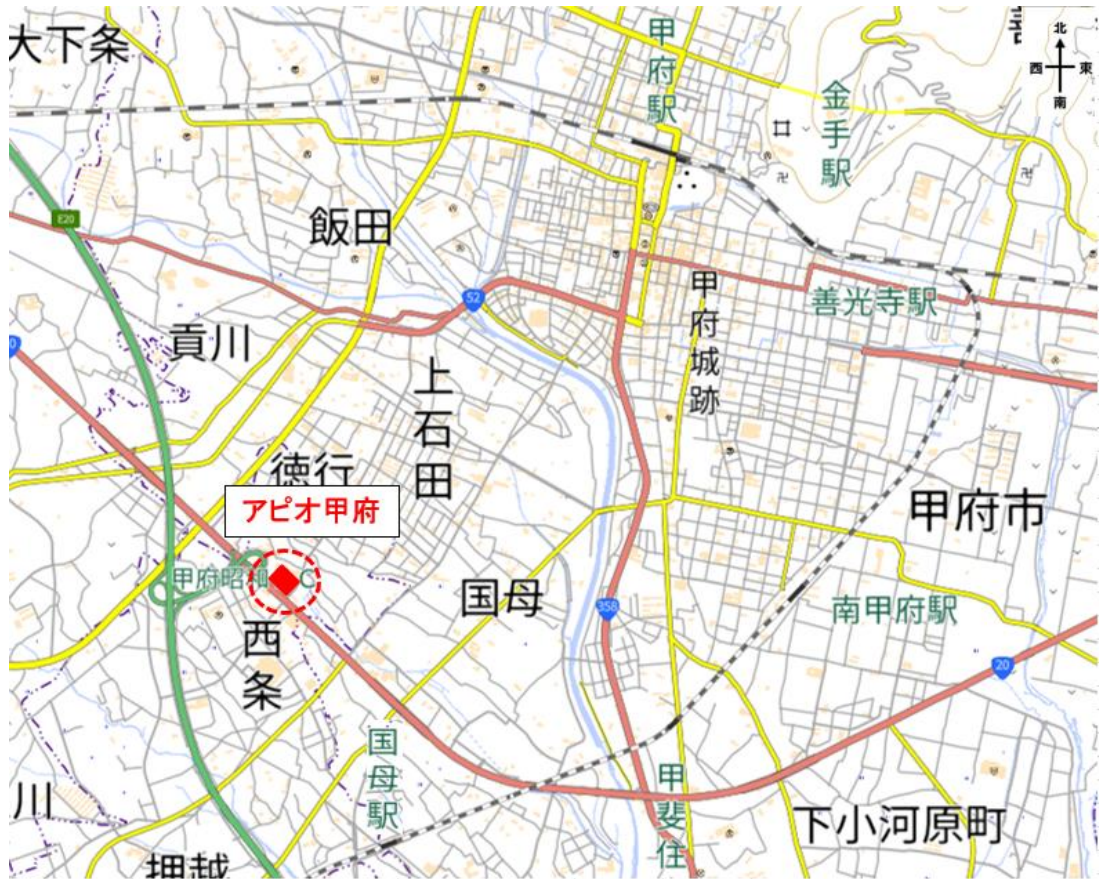 大下条
甲府駅
北
西 東
南
金手駅
E20
飯田
52
善光寺駅
甲府城跡
貢川
上石田
徳行
アピオ甲府
甲府市
甲府昭和
C
国母
358
南甲府駅
西条
20
国母駅
甲斐住
川
下小河原町
押越